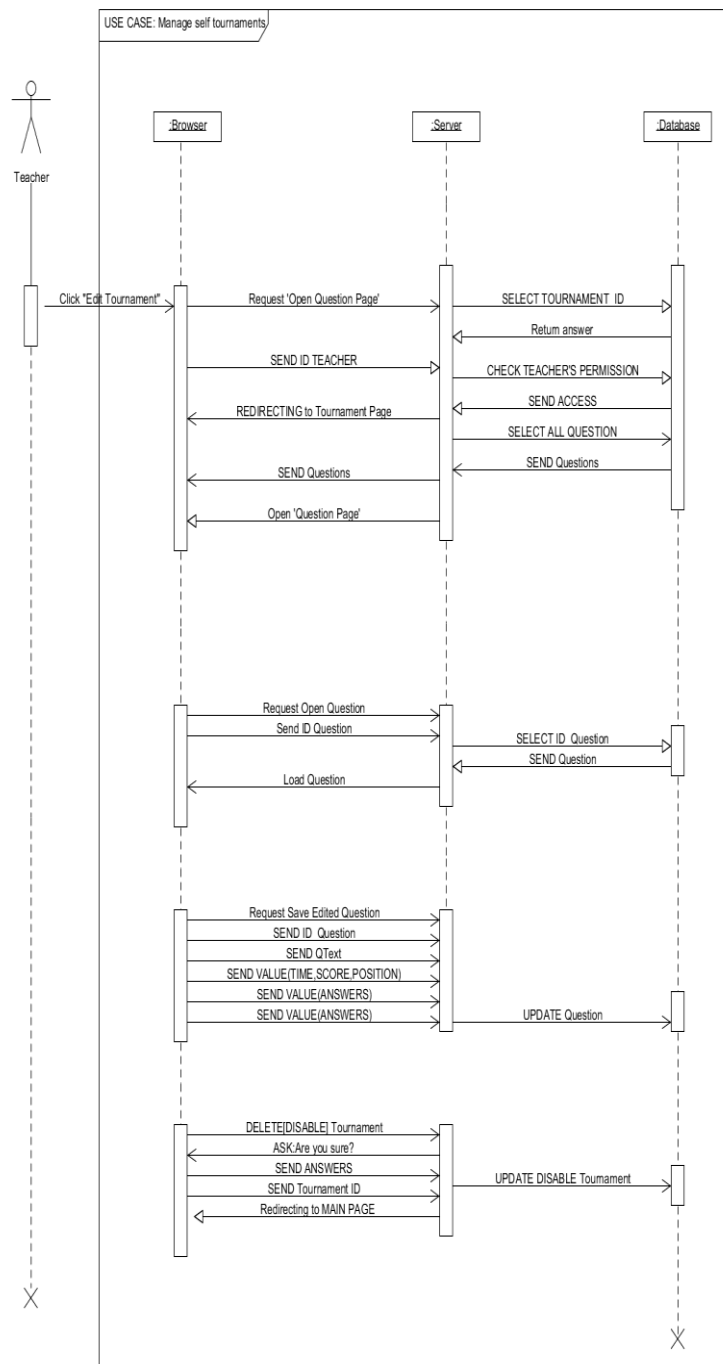 USE CASE: Manage self tournaments
:Browser
:Server
:Database
Teacher
Click "Edit Tournament"
Request 'Open Question Page'
SELECT TOURNAMENT ID
Return answer
SEND ID TEACHER
CHECK TEACHER'S PERMISSION
SEND ACCESS
REDIRECTING to Tournament Page
SELECT ALL QUESTION
SEND Questions
SEND Questions
Open 'Question Page'
Request Open Question
Send ID Question
SELECT ID Question
SEND Question
Load Question
Request Save Edited Question
SEND ID Question
SEND QText
SEND VALUE(TIME,SCORE,POSITION)
SEND VALUE(ANSWERS)
SEND VALUE(ANSWERS)
UPDATE Question
DELETE[DISABLE] Tournament
ASK:Are you sure?
SEND ANSWERS
UPDATE DISABLE Tournament
SEND Tournament ID
Redirecting to MAIN PAGE